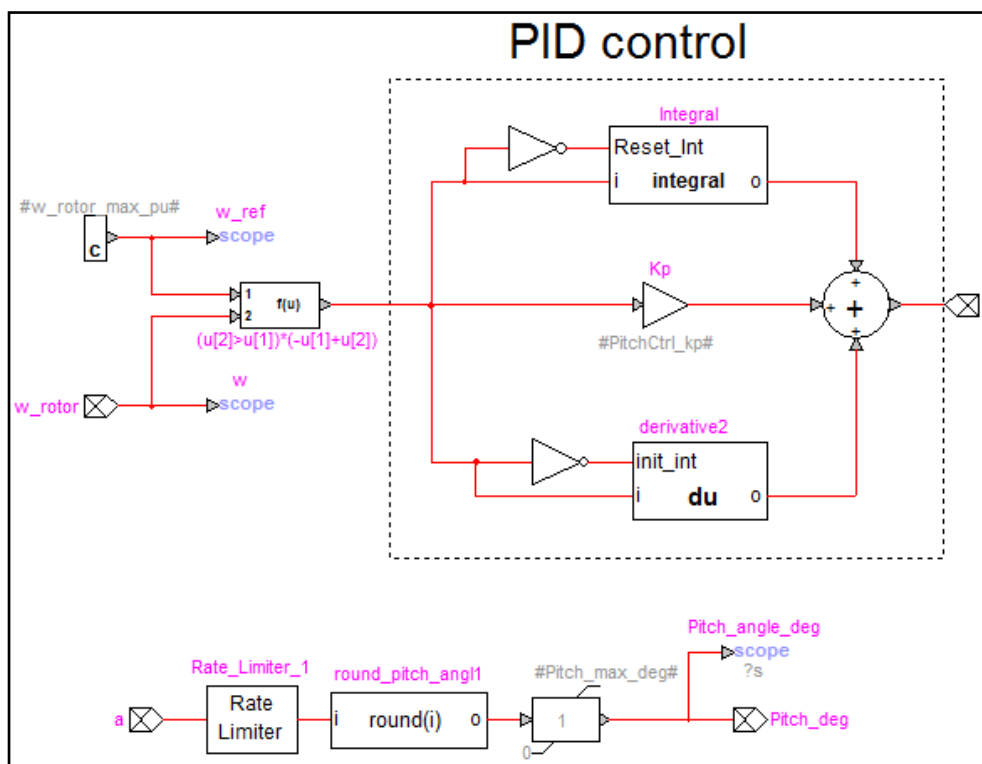 PID control
Integral
Reset_Int
i integral o
#w_rotor_max_pu#
w_ref
scope
C
1
2
f(u)
(u[2]>u[1])*(-u[1]+u[2])
Kp
#PitchCtrl_kp#
+
+ +
+
w
scope
w_rotor
derivative2
init_int
i du o
Pitch_angle_deg
scope
?s
Rate_Limiter_1
round_pitch_angl1
#Pitch_max_deg#
a
Rate
Limiter
i round(i) o
1
0
Pitch_deg